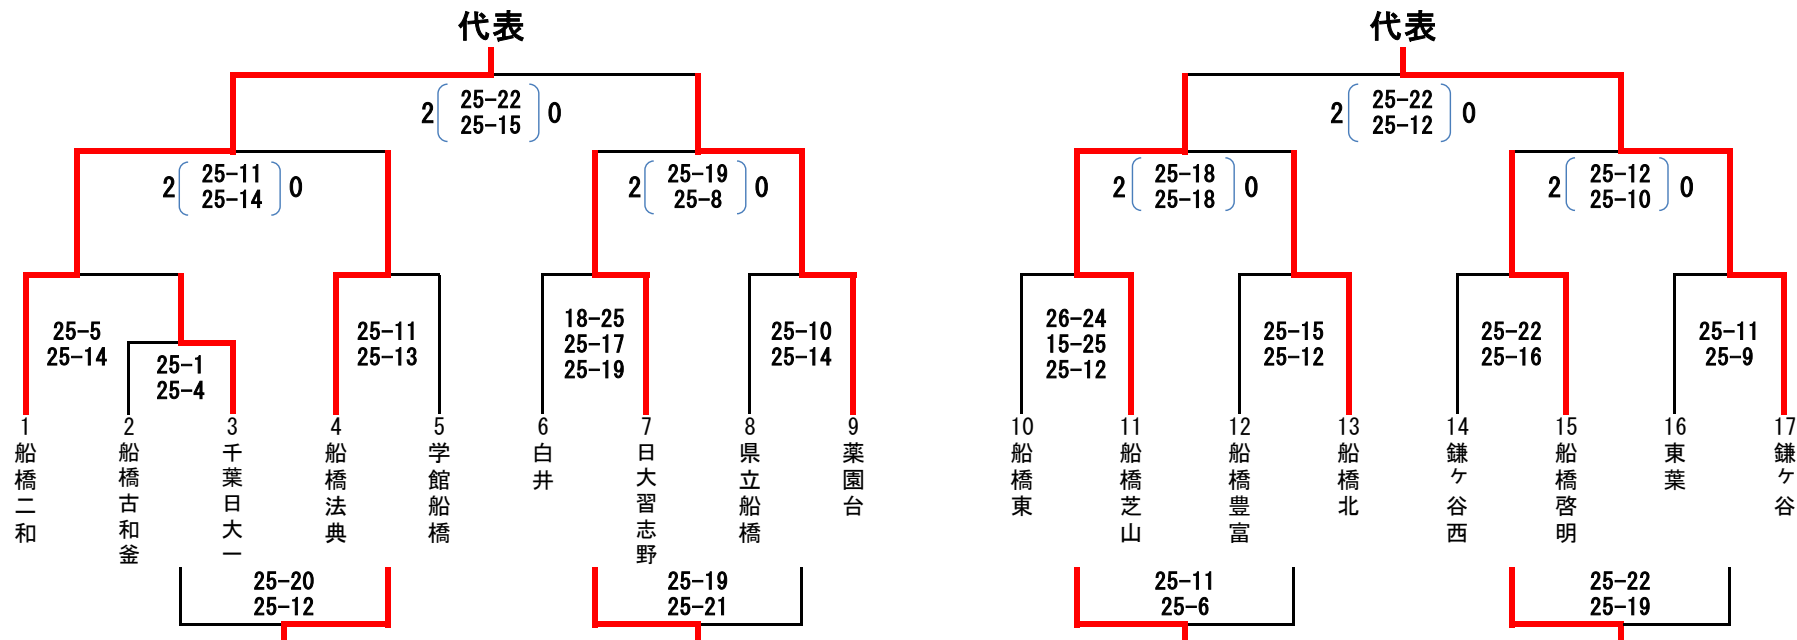 代表
25-22
2 0
25-15
25-11
2 0
25-14
25-19
2 0
25-8
25-5
25-14
25-1
25-4
25-11
25-13
18-25
25-17
25-19
25-10
25-14
1 船橋二和
2 船橋古和釜
3 千葉日大一
4 船橋法典
5 学館船橋
6 白井
7 日大習志野
8 県立船橋
9 薬園台
25-20
25-12
25-19
25-21
代表
25-22
2 0
25-12
25-18
2 0
25-18
25-12
2 0
25-10
26-24
15-25
25-12
25-15
25-12
25-22
25-16
25-11
25-9
10 船橋東
11 船橋芝山
12 船橋豊富
13 船橋北
14 鎌ヶ谷西
15 船橋啓明
16 東葉
17 鎌ヶ谷
25-11
25-6
25-22
25-19